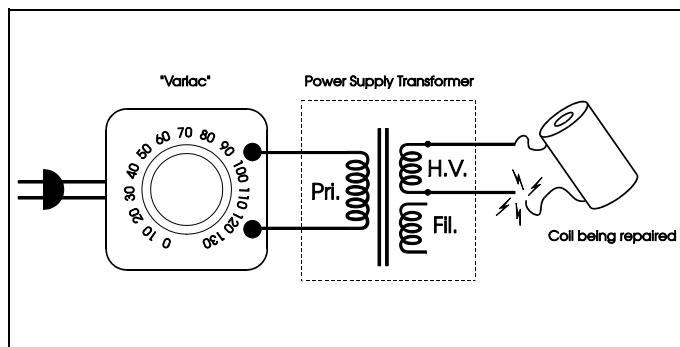 "Variac"
Power Supply Transformer
0 10 20 30 40 50 60 70 80 90 100 110 120 130
Pri.
H.V.
Fil.
Coil being repaired